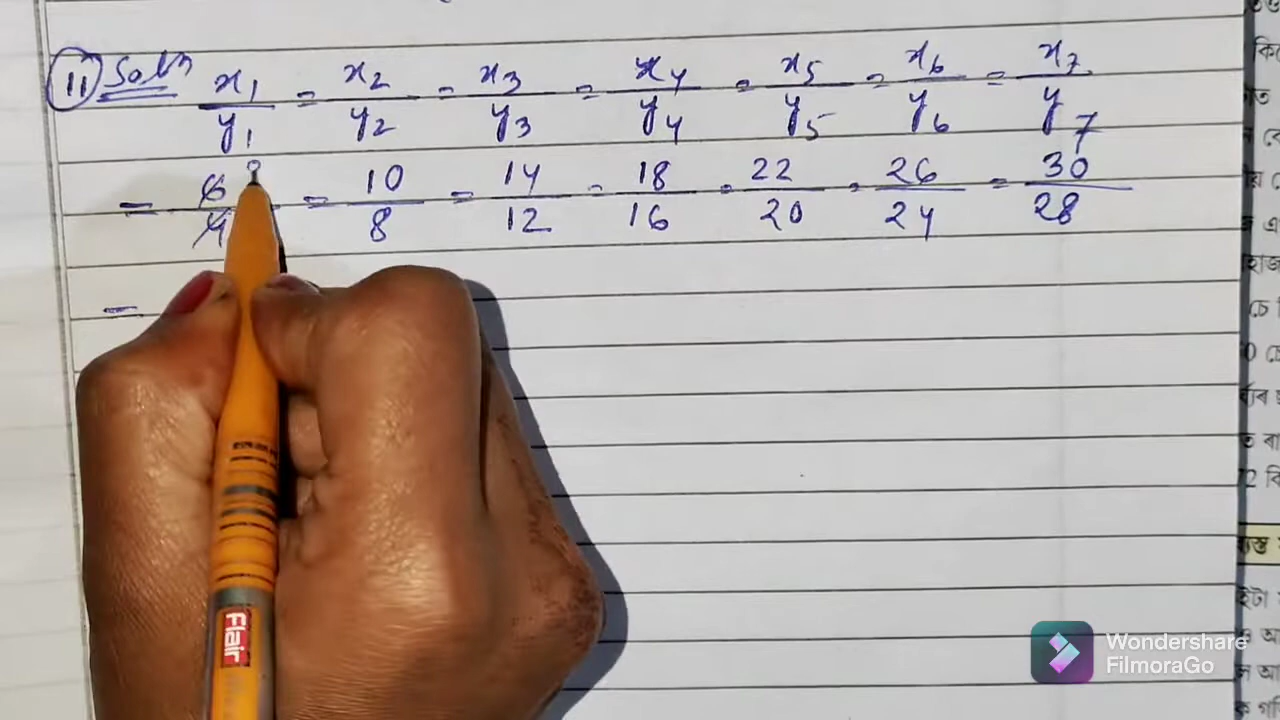 11 Soln x1/y1 = x2/y2 = x3/y3 = x4/y4 = x5/y5 = x6/y6 = x7/y7
= 6/4 = 10/8 = 14/12 = 18/16 = 22/20 = 26/24 = 30/28
=
Flair
Wondershare
FilmoraGo